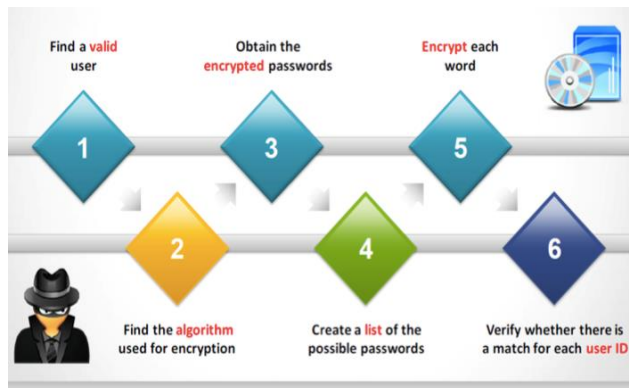 Find a valid
user
1
Find the algorithm
used for encryption
2
Obtain the
encrypted passwords
3
Create a list of the
possible passwords
4
Encrypt each
word
5
Verify whether there is
a match for each user ID
6